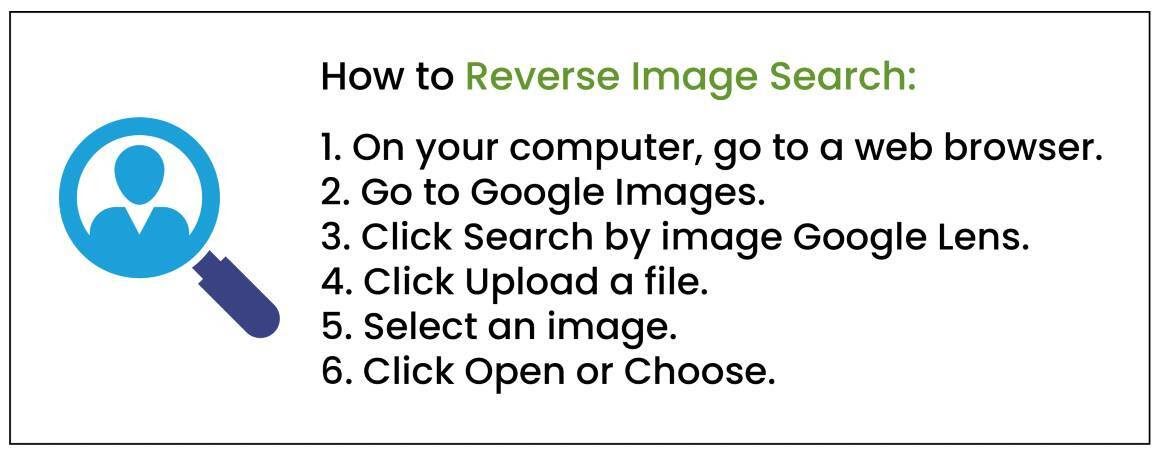 How to Reverse Image Search:
1. On your computer, go to a web browser.
2. Go to Google Images.
3. Click Search by image Google Lens.
4. Click Upload a file.
5. Select an image.
6. Click Open or Choose.